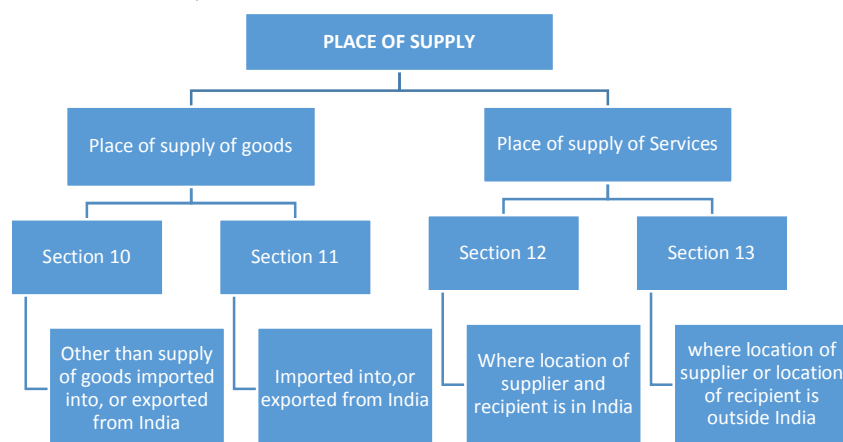 PLACE OF SUPPLY
Place of supply of goods
Place of supply of Services
Section 10
Section 11
Section 12
Section 13
Other than supply
of goods imported
into, or exported
from India
Imported into,or
exported from India
Where location of
supplier and
recipient is in India
where location of
supplier or location
of recipient is
outside India